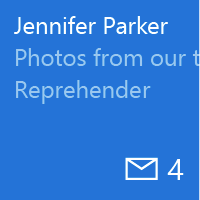 Jennifer Parker
Photos from our t
Reprehender
4